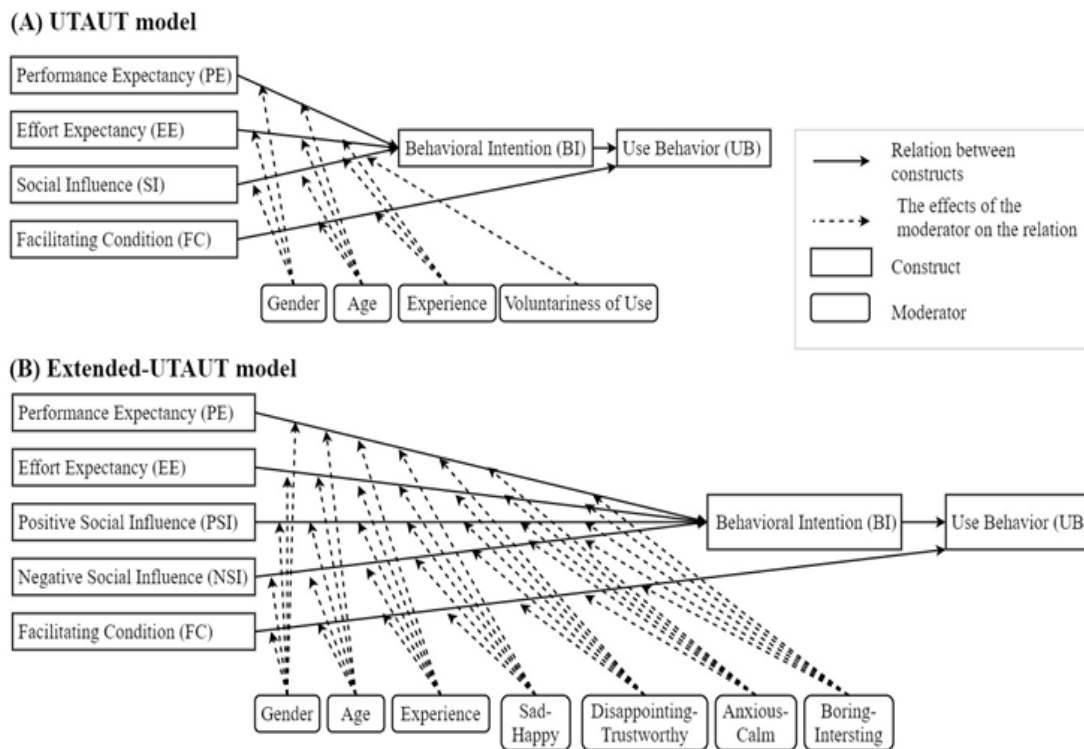 (A) UTAUT model
Performance Expectancy (PE)
Effort Expectancy (EE)
Social Influence (SI)
Facilitating Condition (FC)
Behavioral Intention (BI)
Use Behavior (UB)
Gender
Age
Experience
Voluntariness of Use
Relation between
constructs
The effects of the
moderator on the relation
Construct
Moderator
(B) Extended-UTAUT model
Performance Expectancy (PE)
Effort Expectancy (EE)
Positive Social Influence (PSI)
Negative Social Influence (NSI)
Facilitating Condition (FC)
Behavioral Intention (BI)
Use Behavior (UB)
Gender
Age
Experience
Sad-
Happy
Disappointing-
Trustworthy
Anxious-
Calm
Boring-
Intersting